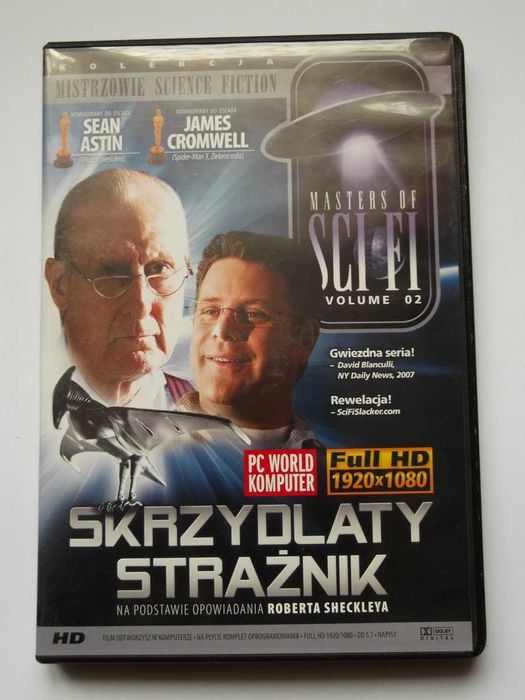 KOLEKCJA
MISTRZOWIE SCIENCE FICTION
NOMINOWANY DO OSCARA
SEAN
ASTIN
(Władca pierścieni)
NOMINOWANY DO OSCARA
JAMES
CROMWELL
(Spider-Man 3, Zielona mila)
MASTERS OF
SCI FI
VOLUME 02
Gwiezdna seria!
– David Blanculli,
NY Daily News, 2007
Rewelacja!
– SciFiSlacker.com
PC WORLD
KOMPUTER
Full HD
1920x1080
SKRZYDLATY
STRAŻNIK
NA PODSTAWIE OPOWIADANIA ROBERTA SHECKLEYA
HD
FILM ODTWORZYSZ W KOMPUTERZE • NA PŁYCIE KOMPLET OPROGRAMOWANIA • FULL HD 1920/1080 • DD.5.1 • NAPISY
DOLBY
DIGITAL